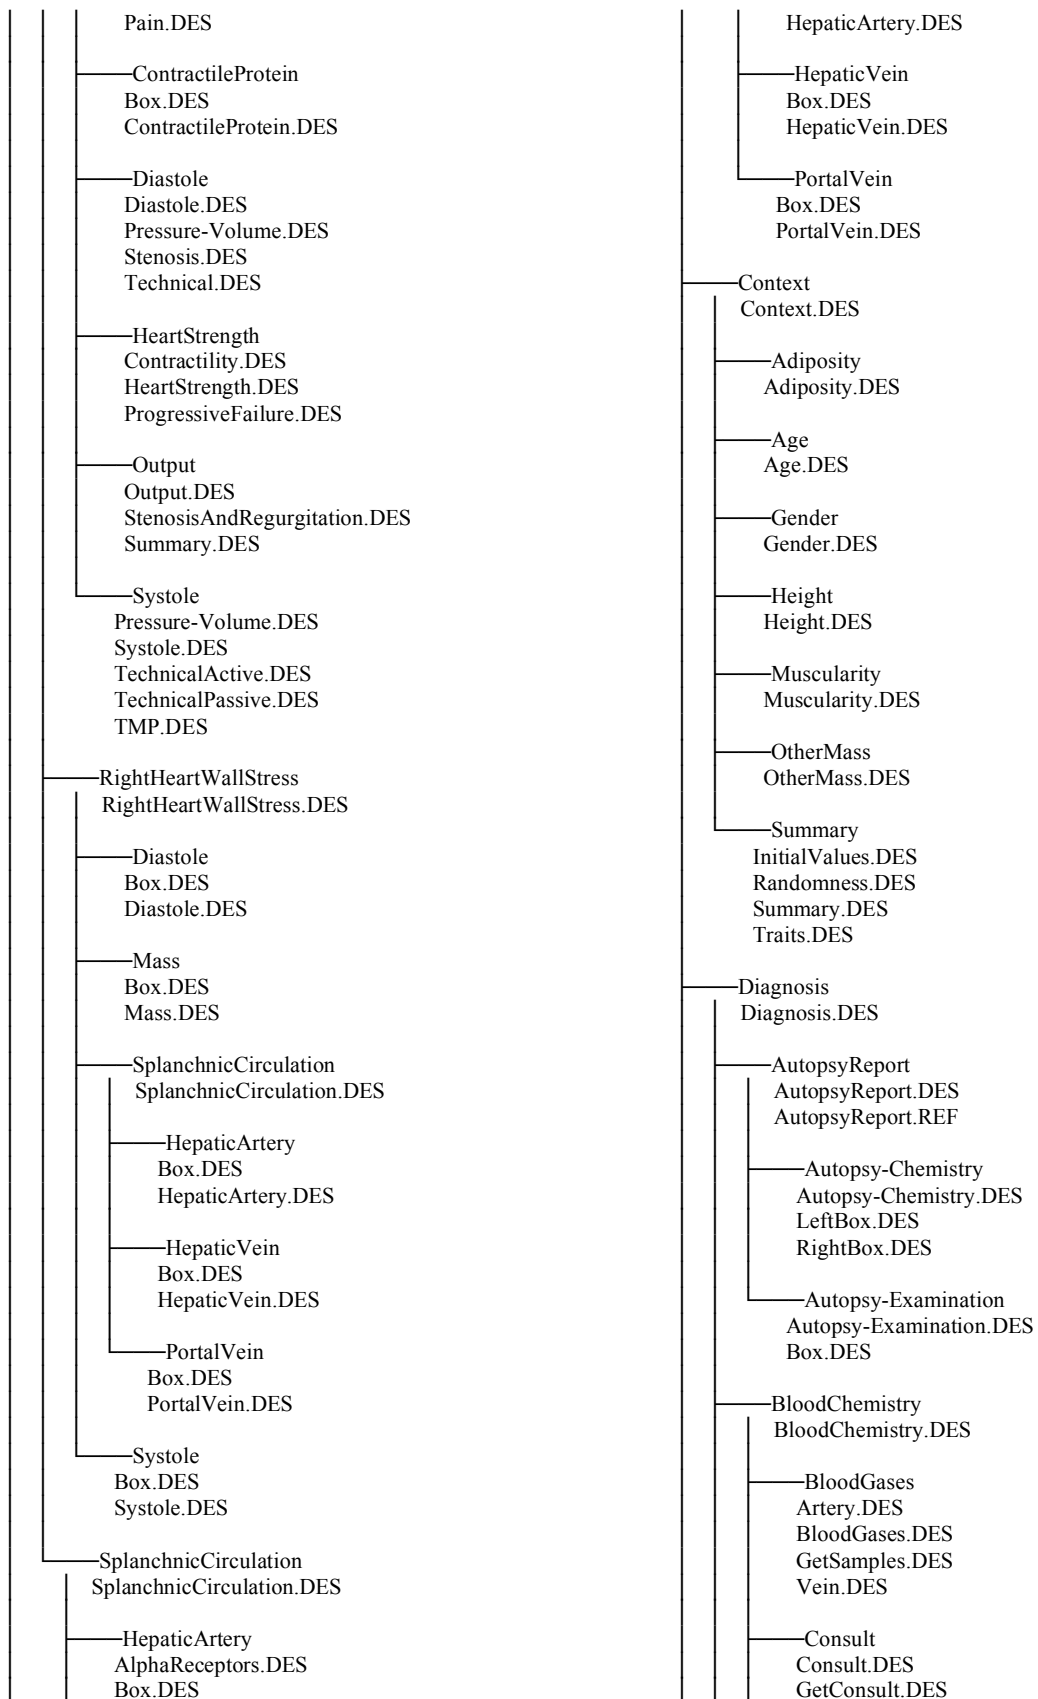 Pain.DES
ContractileProtein
Box.DES
ContractileProtein.DES
Diastole
Diastole.DES
Pressure-Volume.DES
Stenosis.DES
Technical.DES
HeartStrength
Contractility.DES
HeartStrength.DES
ProgressiveFailure.DES
Output
Output.DES
StenosisAndRegurgitation.DES
Summary.DES
Systole
Pressure-Volume.DES
Systole.DES
TechnicalActive.DES
TechnicalPassive.DES
TMP.DES
RightHeartWallStress
RightHeartWallStress.DES
Diastole
Box.DES
Diastole.DES
Mass
Box.DES
Mass.DES
SplanchnicCirculation
SplanchnicCirculation.DES
HepaticArtery
Box.DES
HepaticArtery.DES
HepaticVein
Box.DES
HepaticVein.DES
PortalVein
Box.DES
PortalVein.DES
Systole
Box.DES
Systole.DES
SplanchnicCirculation
SplanchnicCirculation.DES
HepaticArtery
AlphaReceptors.DES
Box.DES
HepaticArtery.DES
HepaticVein
Box.DES
HepaticVein.DES
PortalVein
Box.DES
PortalVein.DES
Context
Context.DES
Adiposity
Adiposity.DES
Age
Age.DES
Gender
Gender.DES
Height
Height.DES
Muscularity
Muscularity.DES
OtherMass
OtherMass.DES
Summary
InitialValues.DES
Randomness.DES
Summary.DES
Traits.DES
Diagnosis
Diagnosis.DES
AutopsyReport
AutopsyReport.DES
AutopsyReport.REF
Autopsy-Chemistry
Autopsy-Chemistry.DES
LeftBox.DES
RightBox.DES
Autopsy-Examination
Autopsy-Examination.DES
Box.DES
BloodChemistry
BloodChemistry.DES
BloodGases
Artery.DES
BloodGases.DES
GetSamples.DES
Vein.DES
Consult
Consult.DES
GetConsult.DES